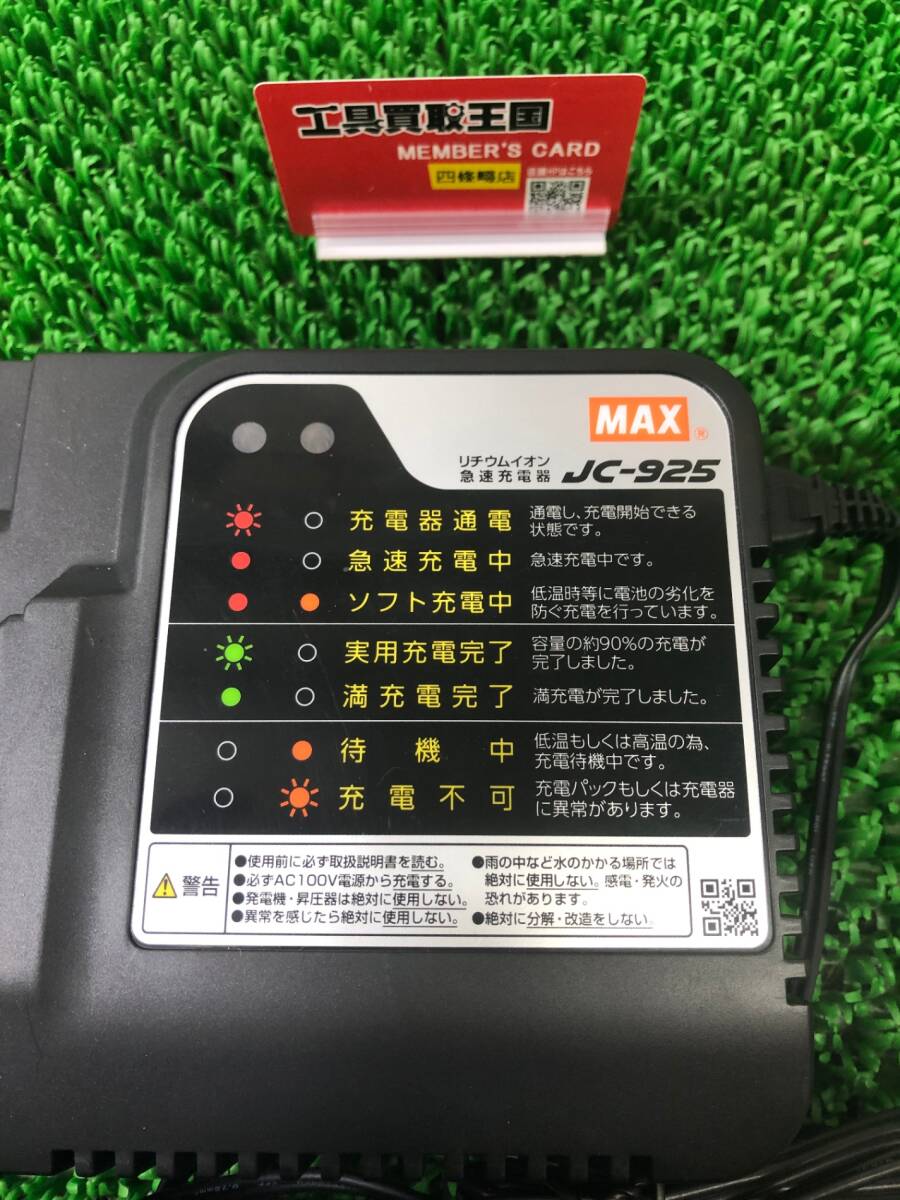 工具買取王国
MEMBER'S CARD
四條畷店
店舗HPはこちら
MAX®
リチウムイオン
急速充電器
JC-925
充電器通電
通電し、充電開始できる
状態です。
急速充電中
急速充電中です。
ソフト充電中
低温時等に電池の劣化を
防ぐ充電を行っています。
実用充電完了
容量の約90%の充電が
完了しました。
満充電完了
満充電が完了しました。
待機中
低温もしくは高温の為、
充電待機中です。
充電不可
充電パックもしくは充電器
に異常があります。
警告
●使用前に必ず取扱説明書を読む。
●必ずAC100V電源から充電する。
●発電機・昇圧器は絶対に使用しない。
●異常を感じたら絶対に使用しない。
●雨の中など水のかかる場所では
絶対に使用しない。感電・発火の
恐れがあります。
●絶対に分解・改造をしない。